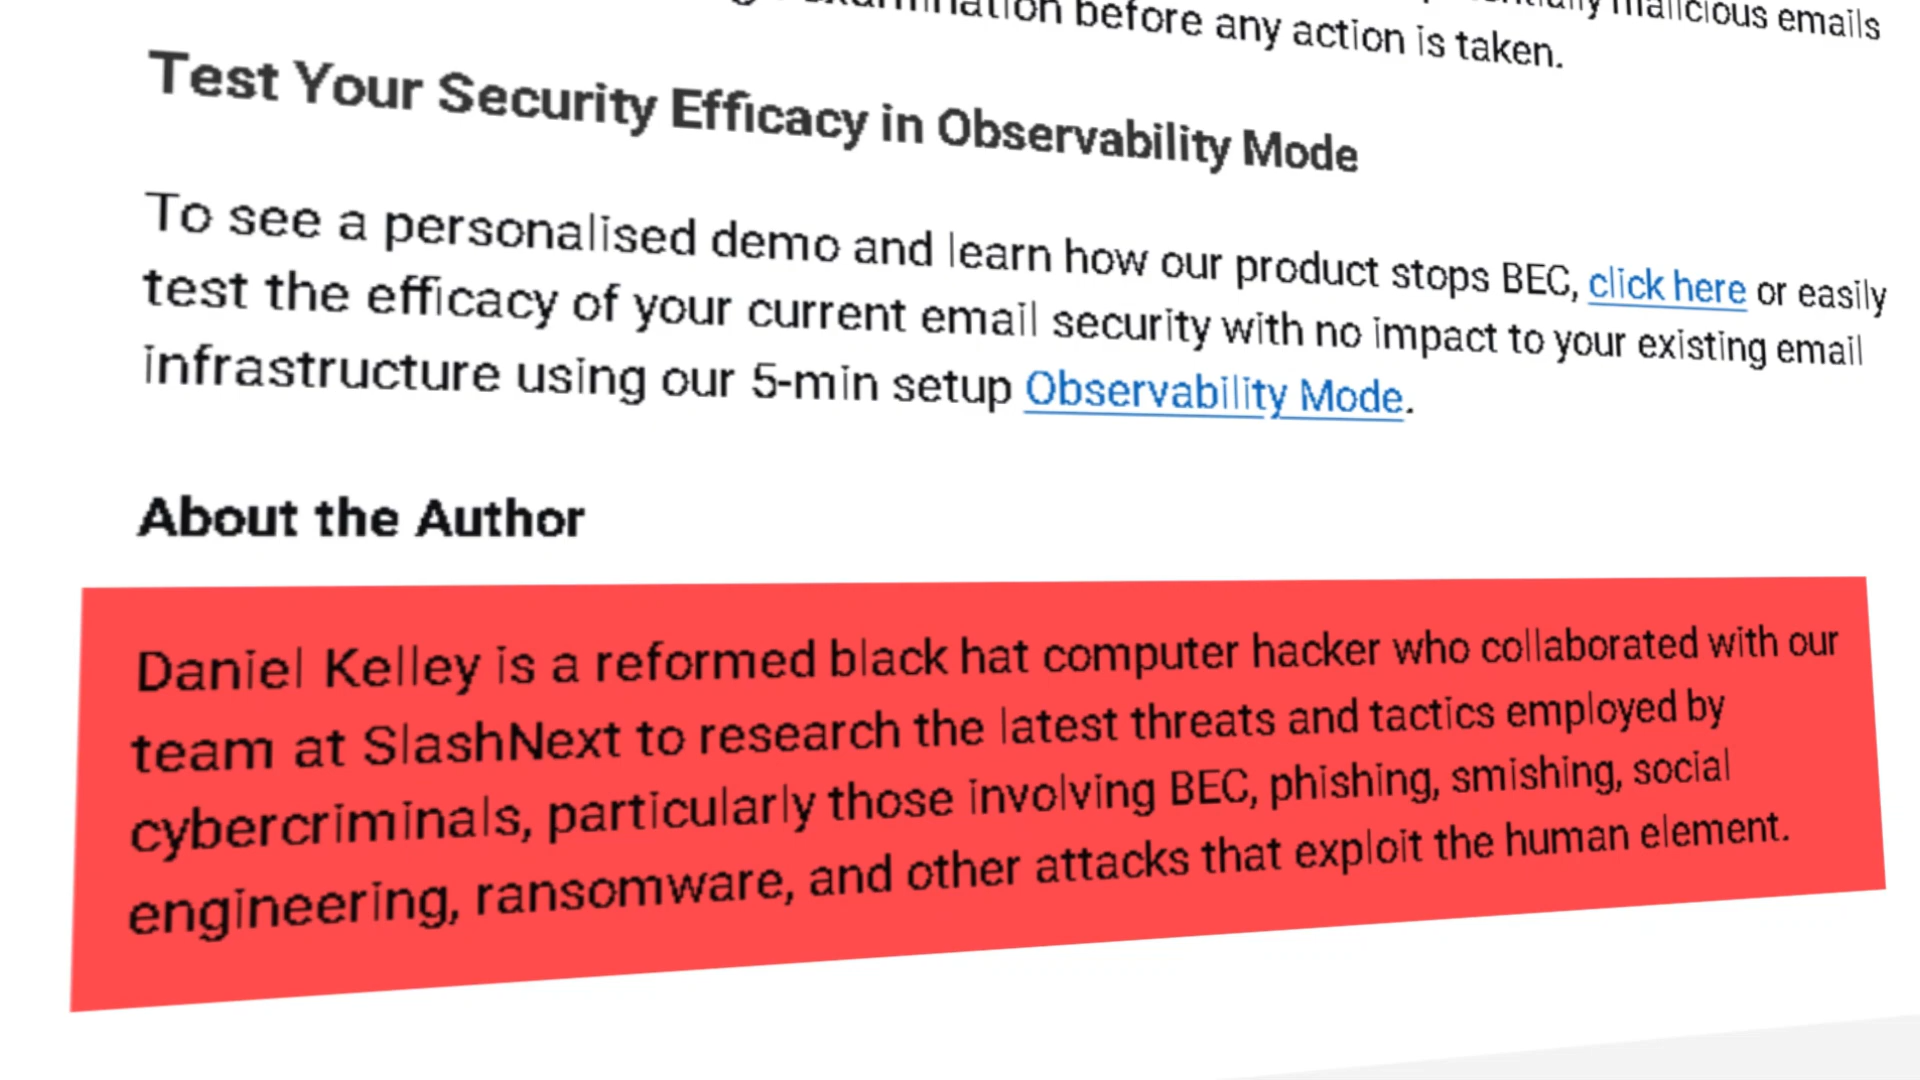 malicious emails
before any action is taken.
Test Your Security Efficacy in Observability Mode
To see a personalised demo and learn how our product stops BEC, click here or easily
test the efficacy of your current email security with no impact to your existing email
infrastructure using our 5-min setup Observability Mode.
About the Author
Daniel Kelley is a reformed black hat computer hacker who collaborated with our
team at SlashNext to research the latest threats and tactics employed by
cybercriminals, particularly those involving BEC, phishing, smishing, social
engineering, ransomware, and other attacks that exploit the human element.